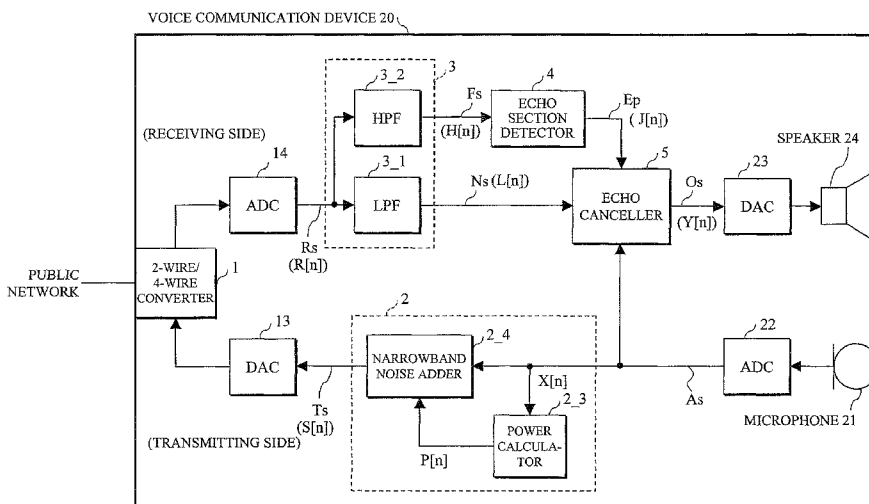 VOICE COMMUNICATION DEVICE 20
3_2
3
4
Fs
Ep
HPF
(H[n])
ECHO
SECTION
DETECTOR
( J[n])
(RECEIVING SIDE)
SPEAKER 24
14
3_1
5
23
Ns (L[n])
Os
ADC
LPF
ECHO
CANCELLER
(Y[n])
DAC
Rs
(R[n])
1
PUBLIC
NETWORK
2-WIRE/
4-WIRE
CONVERTER
2
13
2_4
22
DAC
NARROWBAND
NOISE ADDER
X[n]
ADC
Ts
(S[n])
2_3
As
MICROPHONE 21
(TRANSMITTING SIDE)
P[n]
POWER
CALCULA-
TOR